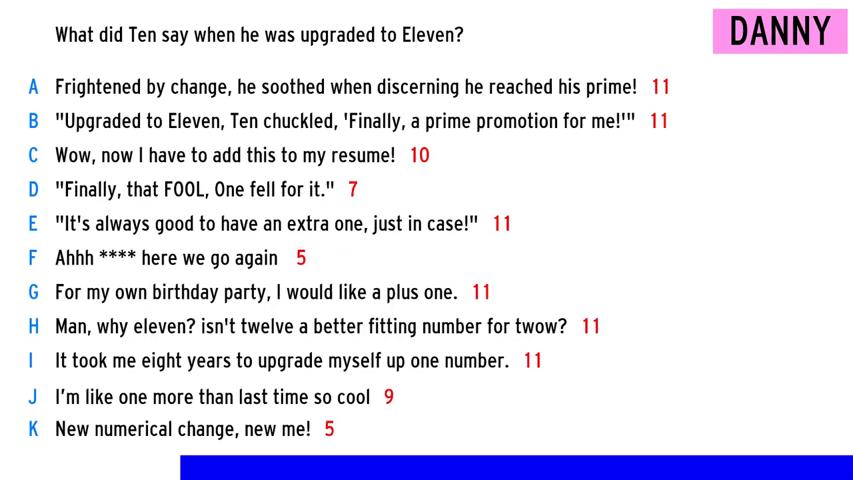 What did Ten say when he was upgraded to Eleven?
DANNY
A Frightened by change, he soothed when discerning he reached his prime! 11
B "Upgraded to Eleven, Ten chuckled, 'Finally, a prime promotion for me!'" 11
C Wow, now I have to add this to my resume! 10
D "Finally, that FOOL, One fell for it." 7
E "It's always good to have an extra one, just in case!" 11
F Ahhh **** here we go again 5
G For my own birthday party, I would like a plus one. 11
H Man, why eleven? isn't twelve a better fitting number for twow? 11
I It took me eight years to upgrade myself up one number. 11
J I’m like one more than last time so cool 9
K New numerical change, new me! 5